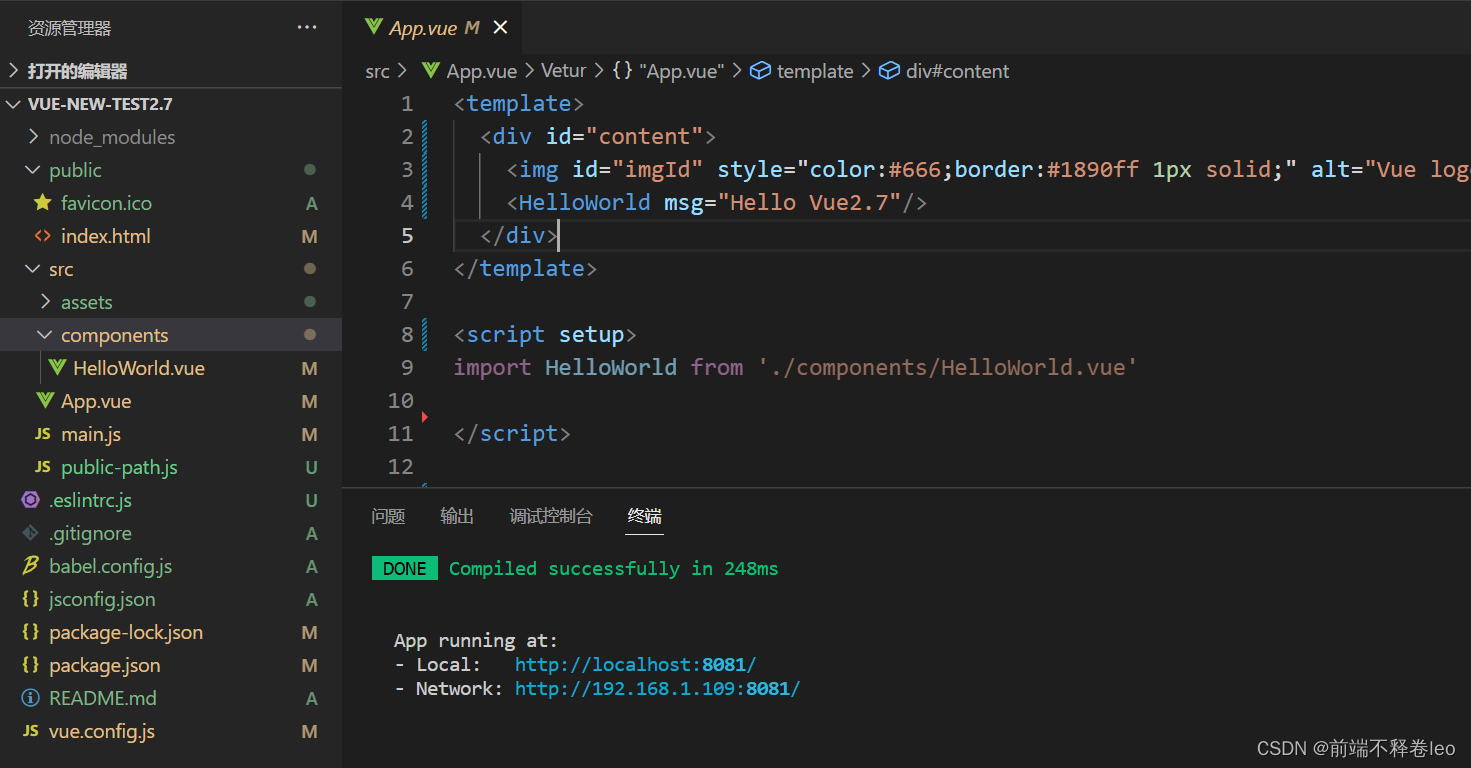 资源管理器 ···
打开的编辑器
VUE-NEW-TEST2.7
node_modules
public
favicon.ico A
index.html M
src
assets
components
HelloWorld.vue M
App.vue M
JS main.js M
JS public-path.js U
.eslintrc.js U
.gitignore A
babel.config.js A
{} jsconfig.json A
{} package-lock.json M
{} package.json M
README.md A
JS vue.config.js M
App.vue M
src > App.vue > Vetur > {} "App.vue" > template > div#content
1 <template>
2 <div id="content">
3 <img id="imgId" style="color:#666;border:#1890ff 1px solid;" alt="Vue log
4 <HelloWorld msg="Hello Vue2.7"/>
5 </div>
6 </template>
7
8 <script setup>
9 import HelloWorld from './components/HelloWorld.vue'
10
11 </script>
12
问题 输出 调试控制台 终端
DONE Compiled successfully in 248ms
App running at:
- Local: http://localhost:8081/
- Network: http://192.168.1.109:8081/
CSDN @前端不释卷leo